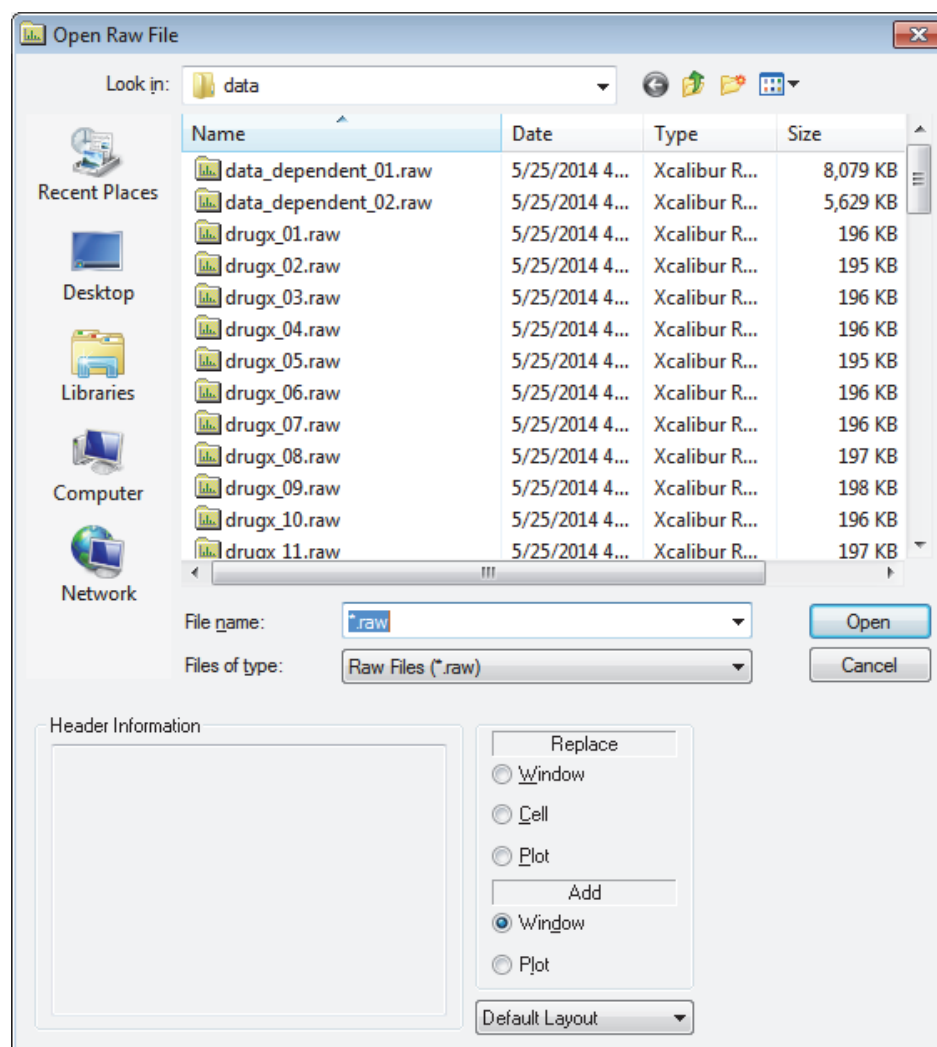 Open Raw File
Look in: data
Name Date Type Size
data_dependent_01.raw 5/25/2014 4... Xcalibur R... 8,079 KB
data_dependent_02.raw 5/25/2014 4... Xcalibur R... 5,629 KB
drugx_01.raw 5/25/2014 4... Xcalibur R... 196 KB
drugx_02.raw 5/25/2014 4... Xcalibur R... 195 KB
drugx_03.raw 5/25/2014 4... Xcalibur R... 196 KB
drugx_04.raw 5/25/2014 4... Xcalibur R... 196 KB
drugx_05.raw 5/25/2014 4... Xcalibur R... 195 KB
drugx_06.raw 5/25/2014 4... Xcalibur R... 196 KB
drugx_07.raw 5/25/2014 4... Xcalibur R... 196 KB
drugx_08.raw 5/25/2014 4... Xcalibur R... 197 KB
drugx_09.raw 5/25/2014 4... Xcalibur R... 198 KB
drugx_10.raw 5/25/2014 4... Xcalibur R... 196 KB
drugx_11.raw 5/25/2014 4... Xcalibur R... 197 KB
Recent Places
Desktop
Libraries
Computer
Network
File name: *.raw Open
Files of type: Raw Files (*.raw) Cancel
Header Information
Replace
Window
Cell
Plot
Add
Window
Plot
Default Layout